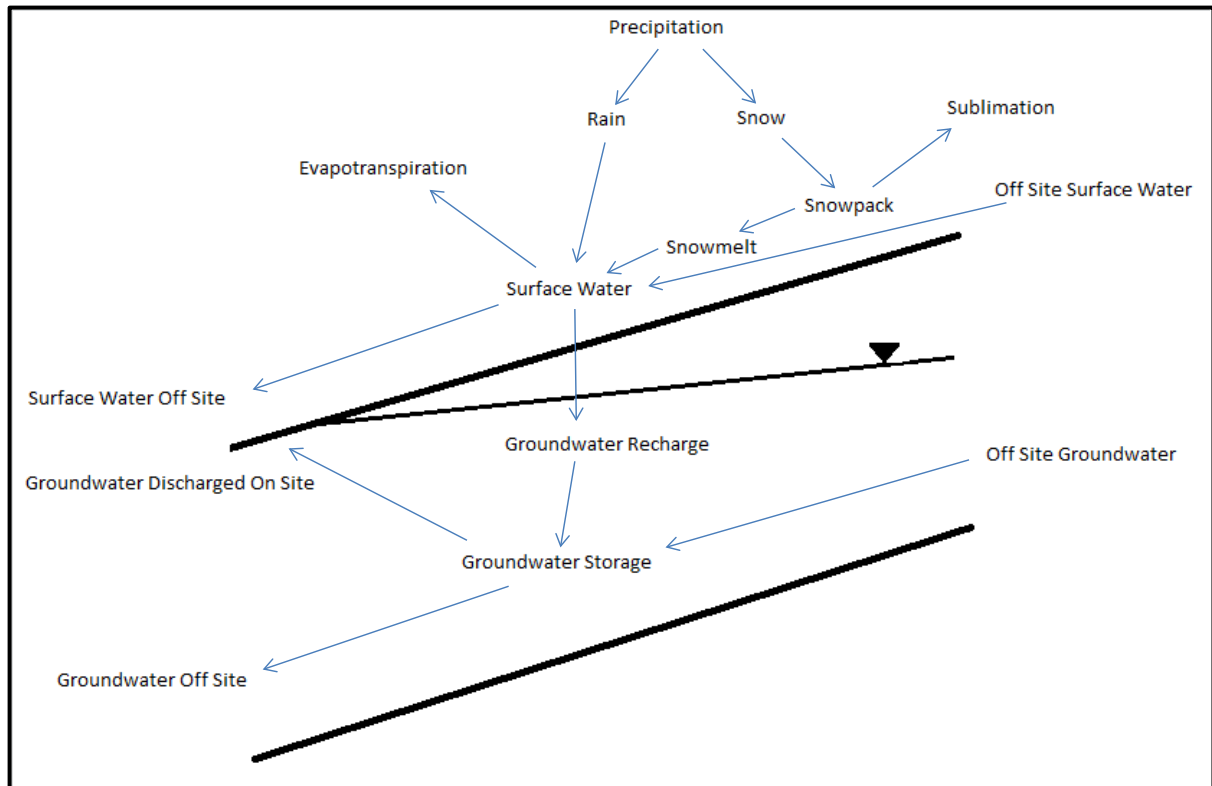 Precipitation
Rain
Snow
Sublimation
Evapotranspiration
Snowpack
Off Site Surface Water
Snowmelt
Surface Water
Surface Water Off Site
Groundwater Recharge
Off Site Groundwater
Groundwater Discharged On Site
Groundwater Storage
Groundwater Off Site